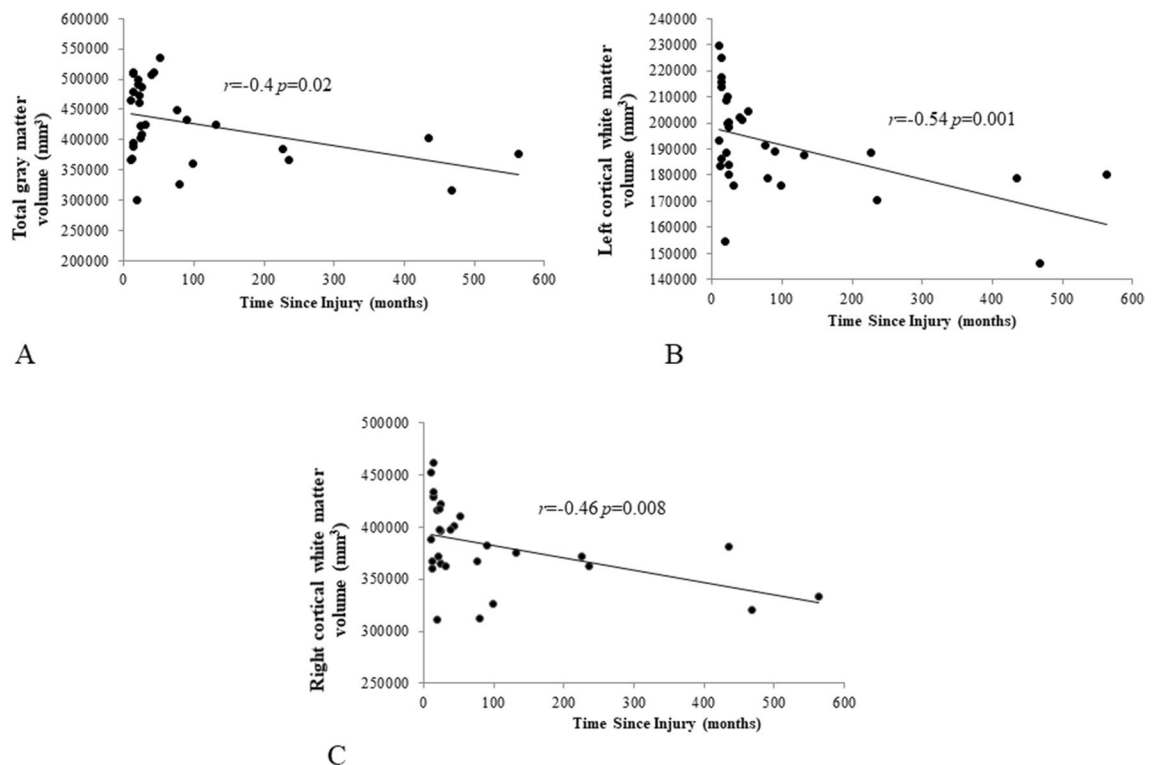 600000
550000
500000
450000
400000
350000
300000
250000
200000
Total gray matter
volume (mm³)
r=-0.4 p=0.02
0 100 200 300 400 500 600
Time Since Injury (months)
A
240000
230000
220000
210000
200000
190000
180000
170000
160000
150000
140000
Left cortical white matter
volume (mm³)
r=-0.54 p=0.001
0 100 200 300 400 500 600
Time Since Injury (months)
B
500000
450000
400000
350000
300000
250000
Right cortical white matter
volume (mm³)
r=-0.46 p=0.008
0 100 200 300 400 500 600
Time Since Injury (months)
C